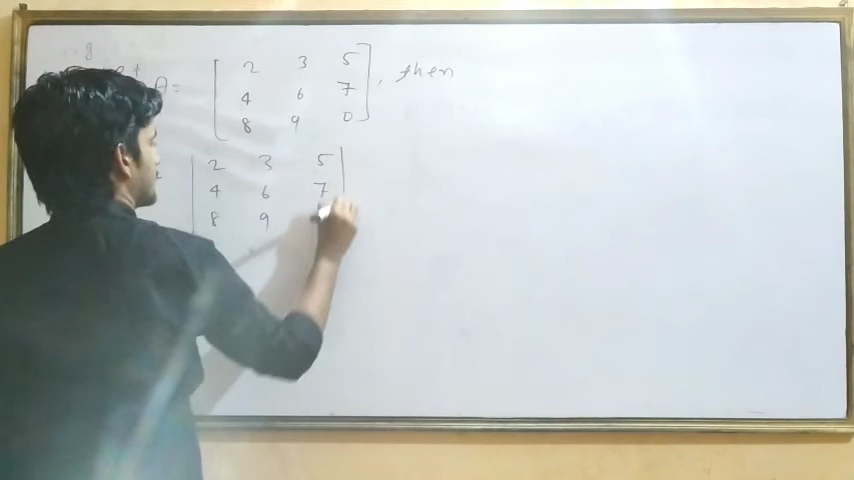 A = [ 2 3 5 ] , then
4 6 7
8 9 0
| 2 3 5 |
4 6 7
8 9